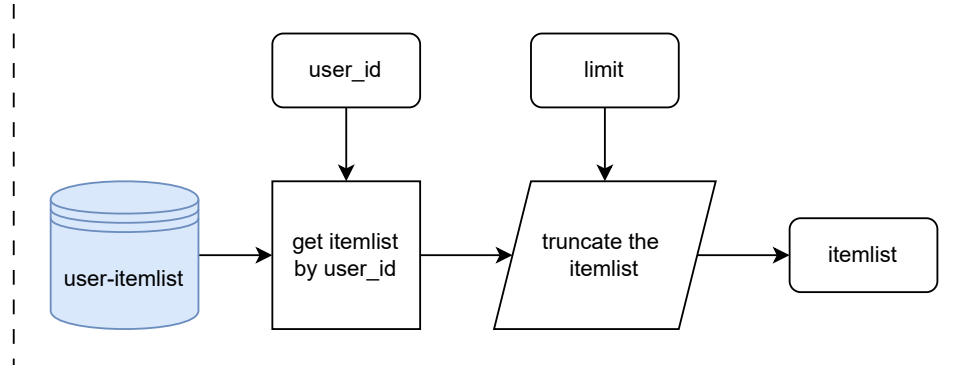 user_id
limit
user-itemlist
get itemlist
by user_id
truncate the
itemlist
itemlist